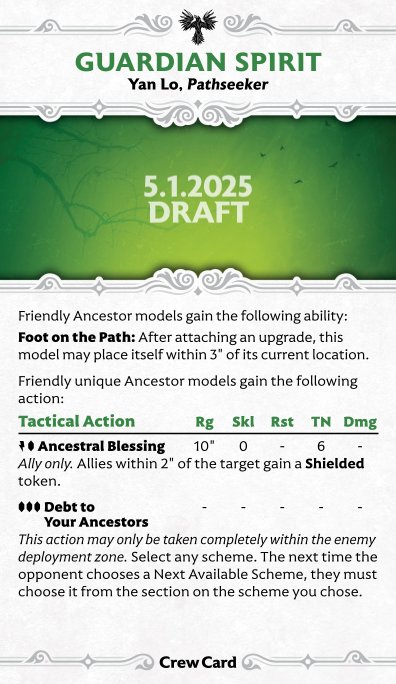 GUARDIAN SPIRIT
Yan Lo, Pathseeker
5.1.2025
DRAFT
Friendly Ancestor models gain the following ability:
Foot on the Path: After attaching an upgrade, this
model may place itself within 3" of its current location.
Friendly unique Ancestor models gain the following
action:
Tactical Action Rg Skl Rst TN Dmg
Ancestral Blessing 10" 0 - 6 -
Ally only. Allies within 2" of the target gain a Shielded
token.
Debt to - - - - -
Your Ancestors
This action may only be taken completely within the enemy
deployment zone. Select any scheme. The next time the
opponent chooses a Next Available Scheme, they must
choose it from the section on the scheme you chose.
Crew Card